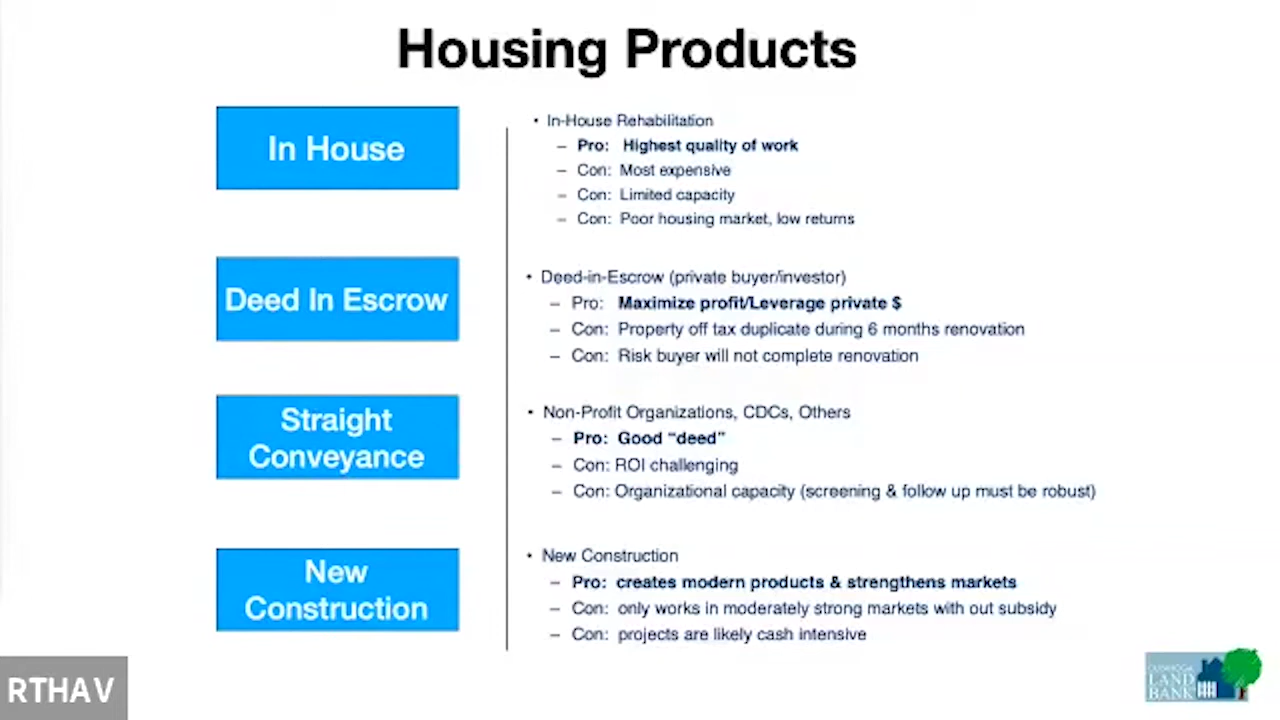 Housing Products
In House
• In-House Rehabilitation
– Pro: Highest quality of work
– Con: Most expensive
– Con: Limited capacity
– Con: Poor housing market, low returns
Deed In Escrow
• Deed-in-Escrow (private buyer/investor)
– Pro: Maximize profit/Leverage private $
– Con: Property off tax duplicate during 6 months renovation
– Con: Risk buyer will not complete renovation
Straight
Conveyance
• Non-Profit Organizations, CDCs, Others
– Pro: Good “deed”
– Con: ROI challenging
– Con: Organizational capacity (screening & follow up must be robust)
New
Construction
• New Construction
– Pro: creates modern products & strengthens markets
– Con: only works in moderately strong markets with out subsidy
– Con: projects are likely cash intensive
RTHAV
CUYAHOGA
LAND
BANK